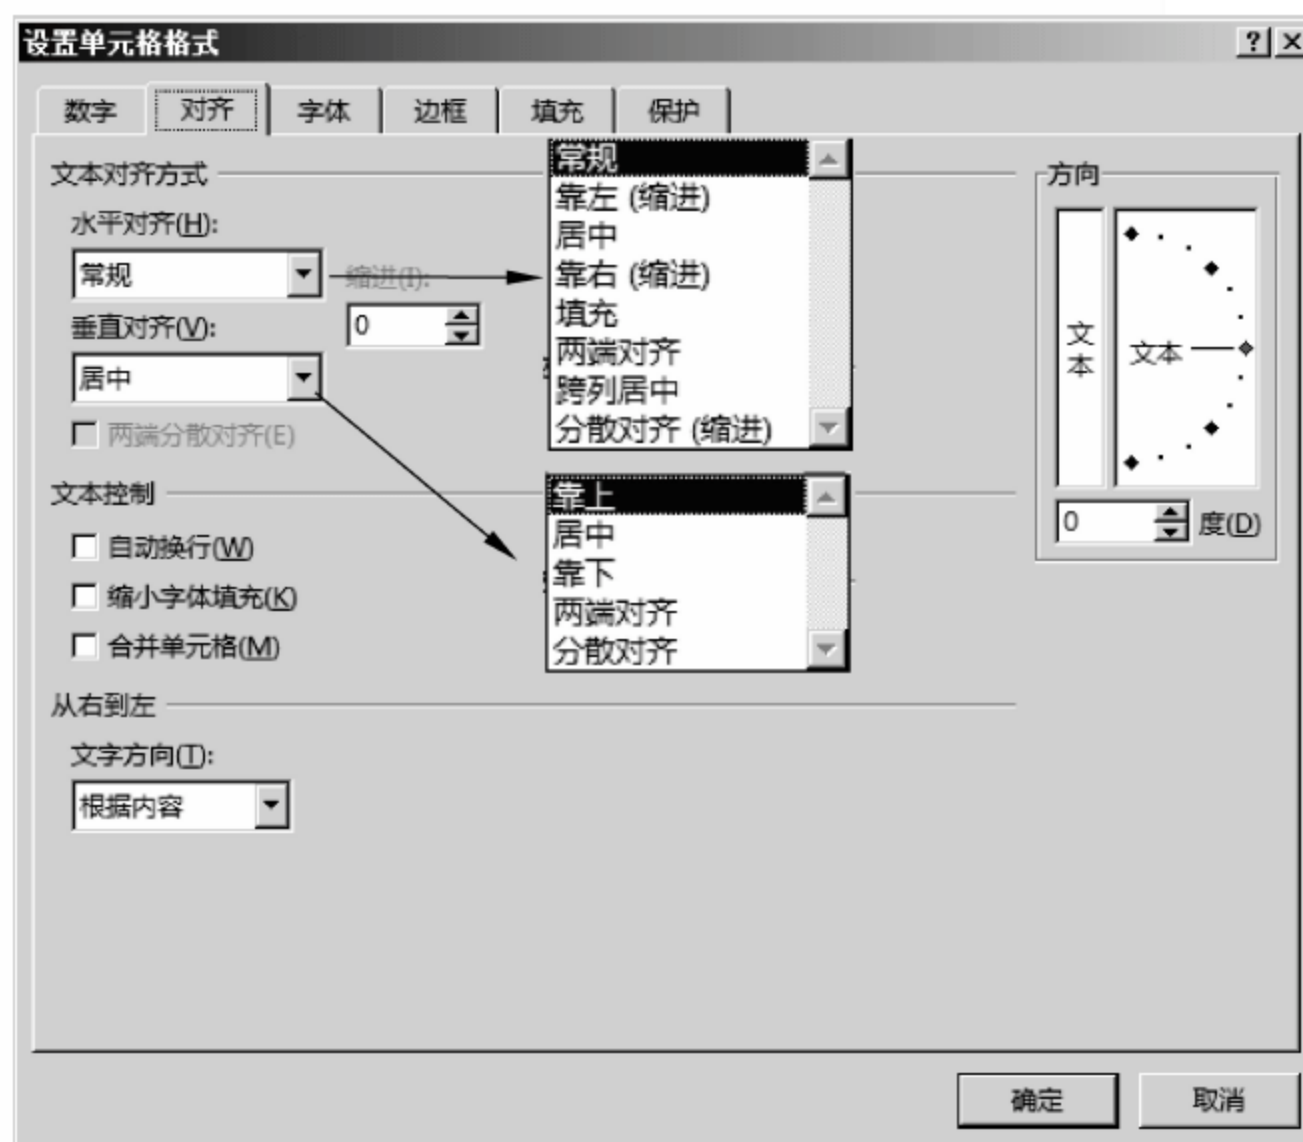 设置单元格格式
数字 对齐 字体 边框 填充 保护
文本对齐方式
水平对齐(H):
常规
缩进(I):
0
垂直对齐(V):
居中
两端分散对齐(E)
常规
靠左 (缩进)
居中
靠右 (缩进)
填充
两端对齐
跨列居中
分散对齐 (缩进)
靠上
居中
靠下
两端对齐
分散对齐
文本控制
自动换行(W)
缩小字体填充(K)
合并单元格(M)
从右到左
文字方向(T):
根据内容
方向
文本
文本
0 度(D)
确定 取消